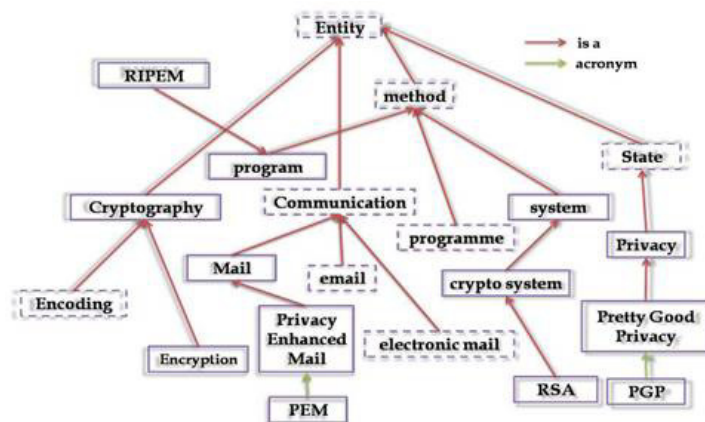 Entity
is a
acronym
RIPEM
method
program
State
Cryptography
Communication
system
programme
Privacy
Mail
email
crypto system
Encoding
Privacy
Enhanced
Mail
electronic mail
Pretty Good
Privacy
Encryption
PEM
RSA
PGP